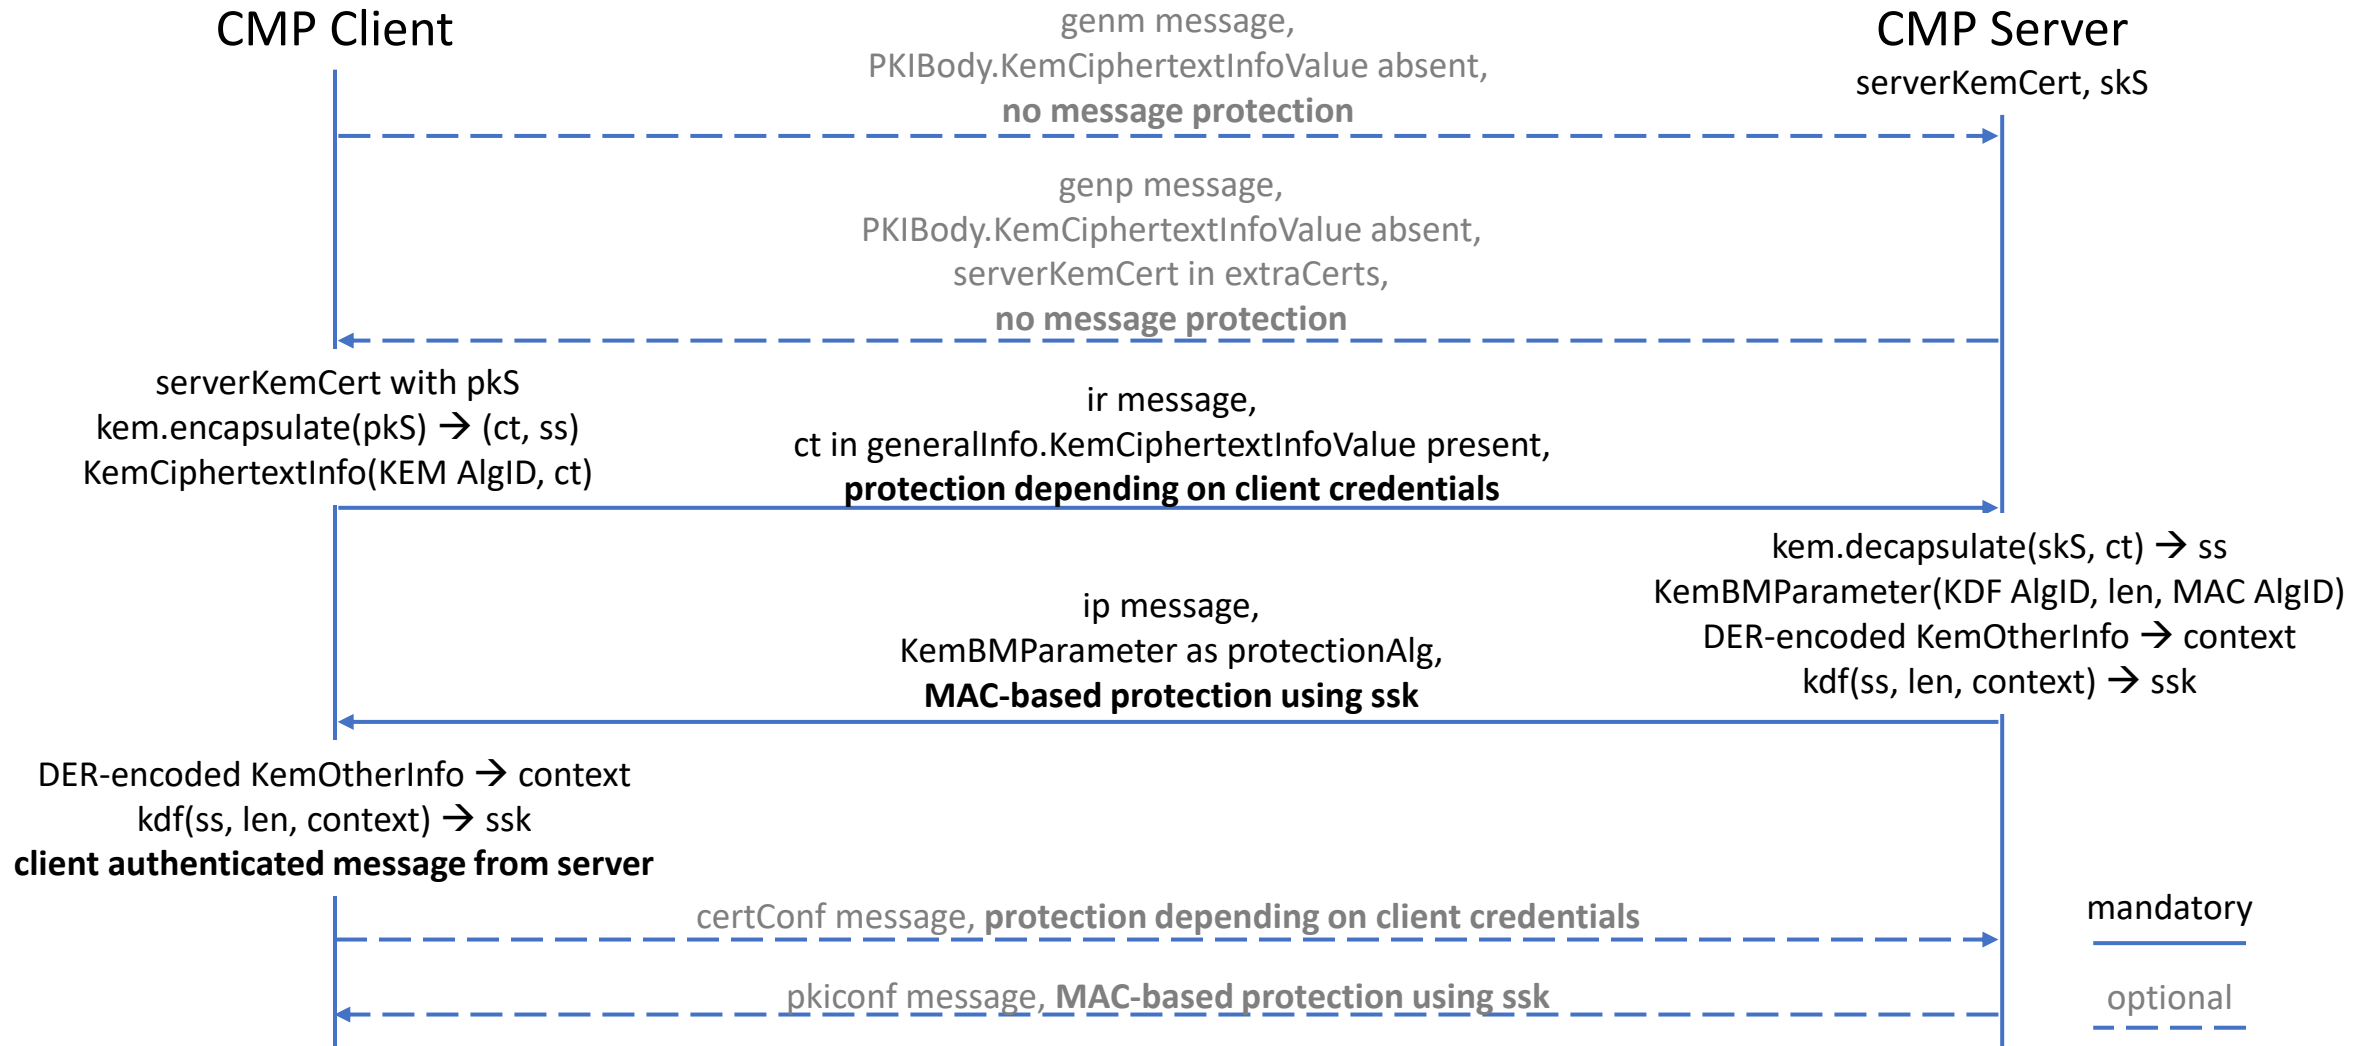 CMP Client
CMP Server
serverKemCert, skS
genm message,
PKIBody.KemCiphertextInfoValue absent,
no message protection
genp message,
PKIBody.KemCiphertextInfoValue absent,
serverKemCert in extraCerts,
no message protection
serverKemCert with pkS
kem.encapsulate(pkS) → (ct, ss)
KemCiphertextInfo(KEM AlgID, ct)
ir message,
ct in generalInfo.KemCiphertextInfoValue present,
protection depending on client credentials
kem.decapsulate(skS, ct) → ss
KemBMParameter(KDF AlgID, len, MAC AlgID)
DER-encoded KemOtherInfo → context
kdf(ss, len, context) → ssk
ip message,
KemBMParameter as protectionAlg,
MAC-based protection using ssk
DER-encoded KemOtherInfo → context
kdf(ss, len, context) → ssk
client authenticated message from server
certConf message, protection depending on client credentials
pkiconf message, MAC-based protection using ssk
mandatory
optional